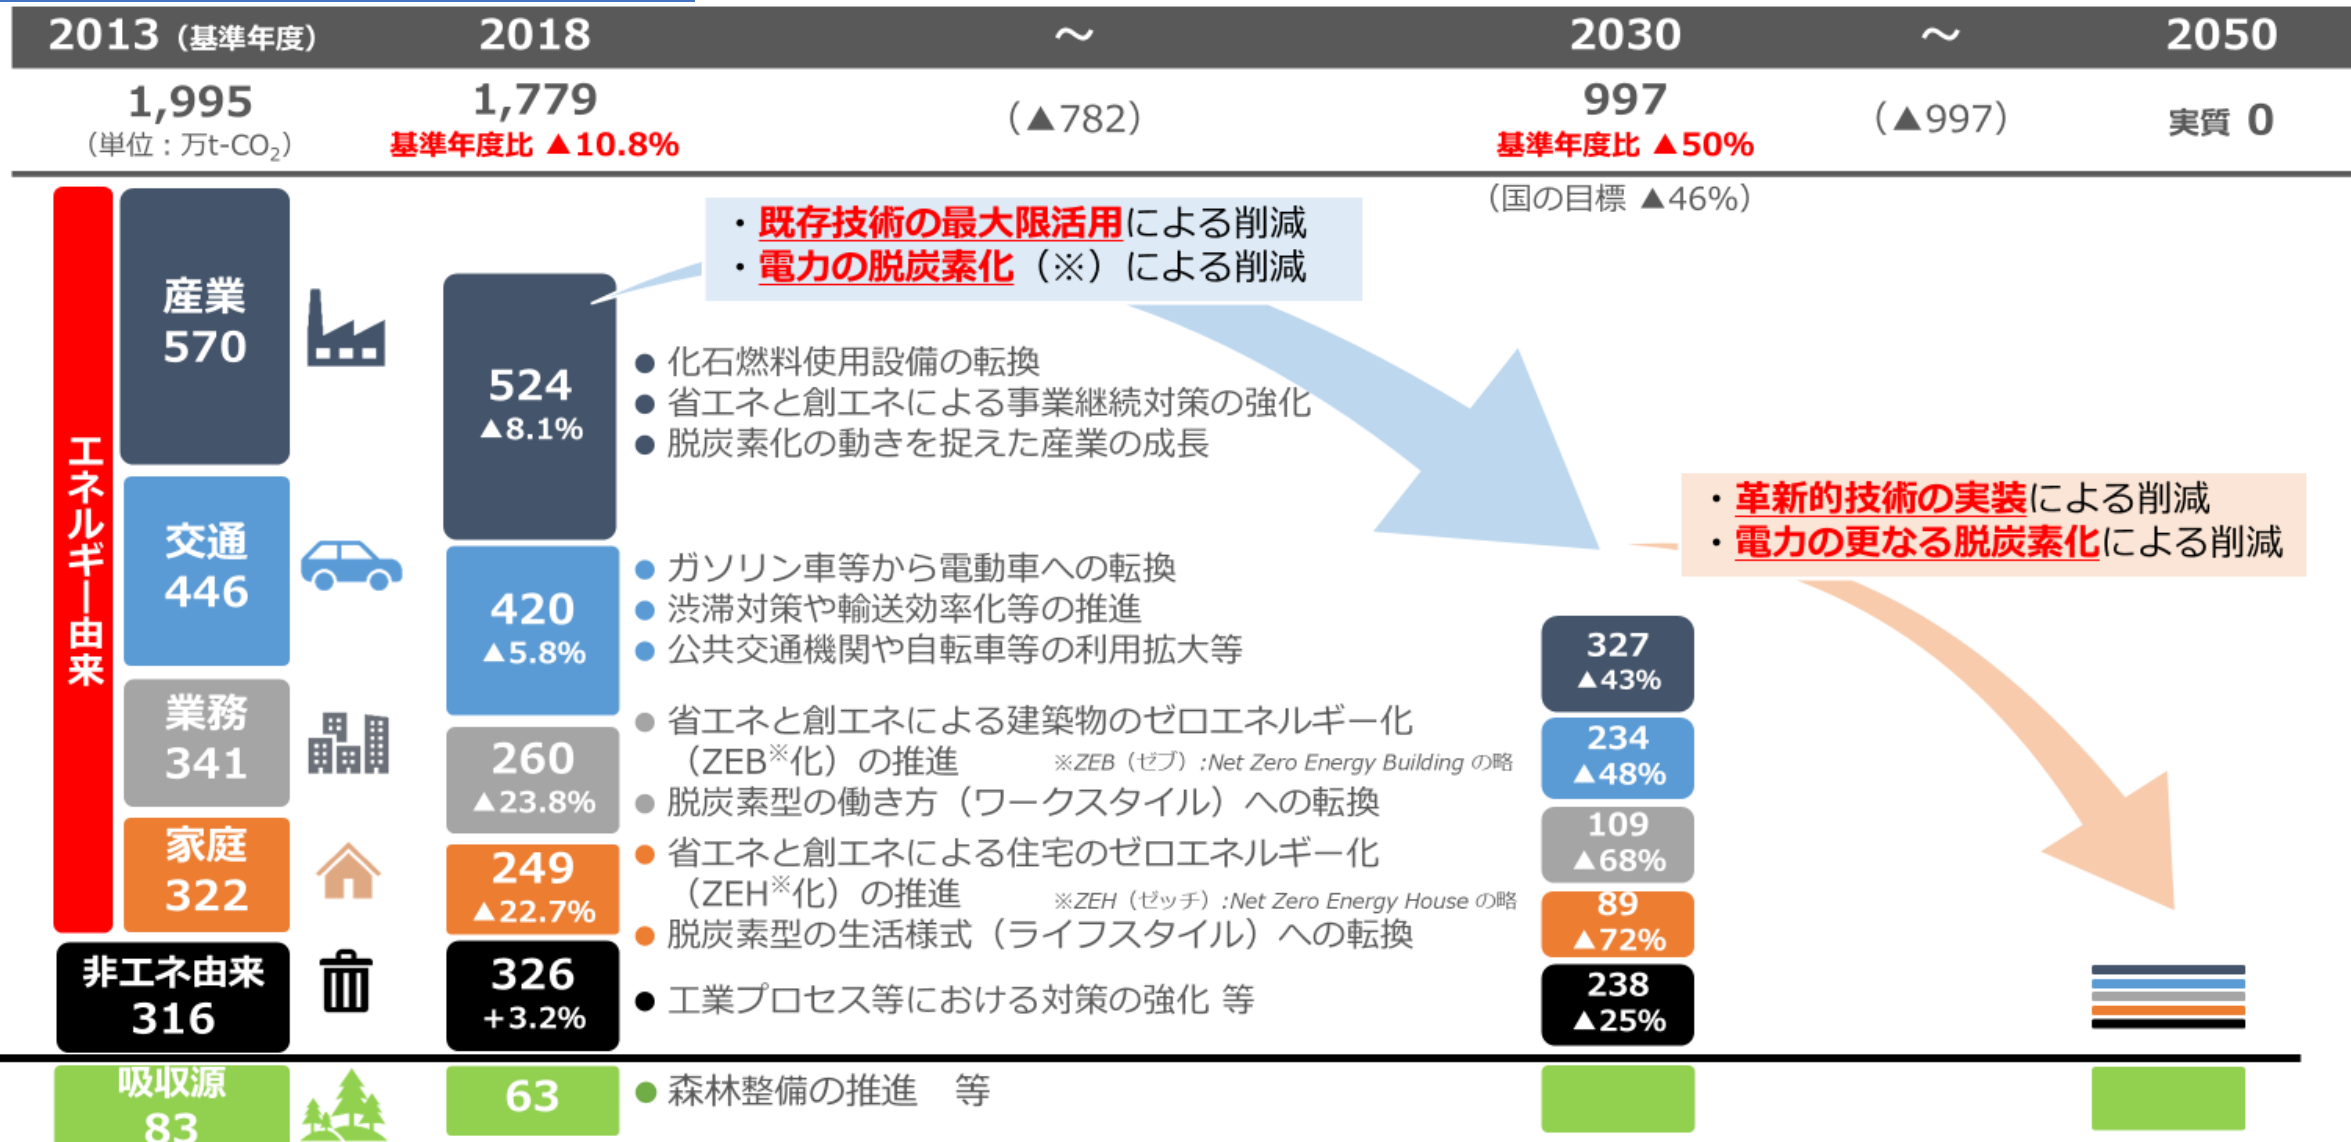 2013（基準年度） 2018 ～ 2030 ～ 2050
1,995 1,779 （▲782） 997 （▲997） 実質 0
（単位：万t-CO₂） 基準年度比 ▲10.8% 基準年度比 ▲50%
（国の目標 ▲46%）
・既存技術の最大限活用による削減
・電力の脱炭素化（※）による削減
エネルギー由来
産業
570
524
▲8.1%
● 化石燃料使用設備の転換
● 省エネと創エネによる事業継続対策の強化
● 脱炭素化の動きを捉えた産業の成長
・革新的技術の実装による削減
・電力の更なる脱炭素化による削減
交通
446
420
▲5.8%
● ガソリン車等から電動車への転換
● 渋滞対策や輸送効率化等の推進
● 公共交通機関や自転車等の利用拡大等
327
▲43%
業務
341
260
▲23.8%
● 省エネと創エネによる建築物のゼロエネルギー化
（ZEB※化）の推進 ※ZEB（ゼブ）:Net Zero Energy Building の略
● 脱炭素型の働き方（ワークスタイル）への転換
234
▲48%
109
▲68%
家庭
322
249
▲22.7%
● 省エネと創エネによる住宅のゼロエネルギー化
（ZEH※化）の推進 ※ZEH（ゼッチ）:Net Zero Energy House の略
● 脱炭素型の生活様式（ライフスタイル）への転換
89
▲72%
非エネ由来
316
326
+3.2%
● 工業プロセス等における対策の強化 等
238
▲25%
吸収源
83
63
● 森林整備の推進　等